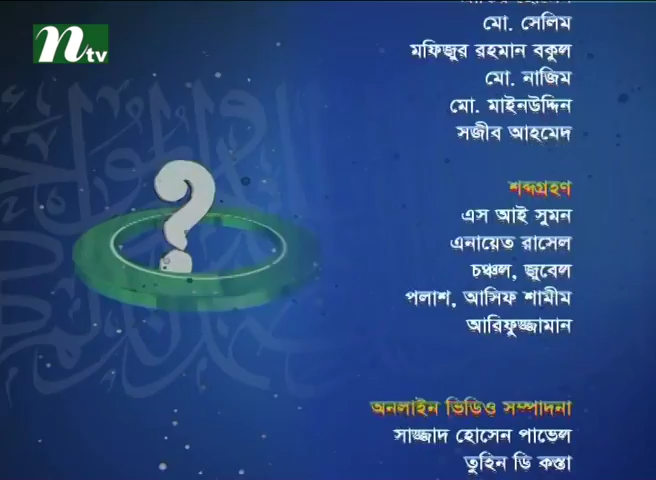 ntv
মো. সেলিম
মফিজুর রহমান বকুল
মো. নাজিম
মো. মাইনউদ্দিন
সজীব আহমেদ
শব্দগ্রহণ
এস আই সুমন
এনায়েত রাসেল
চঞ্চল, জুবেল
পলাশ, আসিফ শামীম
আরিফুজ্জামান
অনলাইন ভিডিও সম্পাদনা
সাজ্জাদ হোসেন পাভেল
তুহিন ডি কস্তা